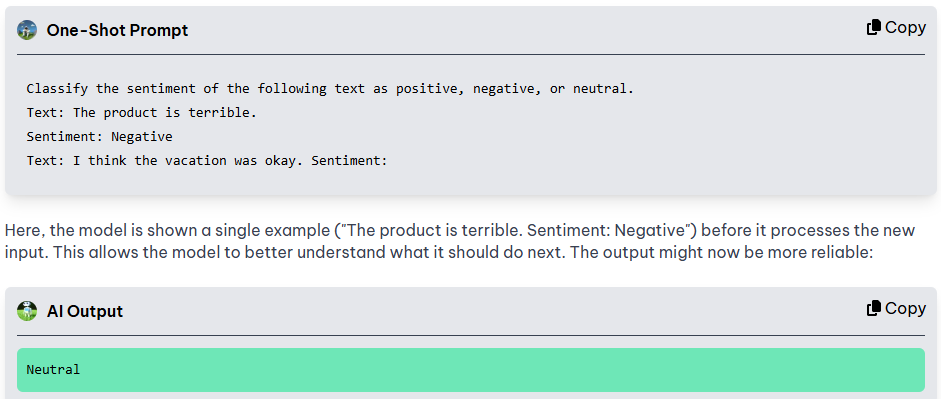 One-Shot Prompt
Copy
Classify the sentiment of the following text as positive, negative, or neutral.
Text: The product is terrible.
Sentiment: Negative
Text: I think the vacation was okay. Sentiment:
Here, the model is shown a single example ("The product is terrible. Sentiment: Negative") before it processes the new
input. This allows the model to better understand what it should do next. The output might now be more reliable:
AI Output
Copy
Neutral